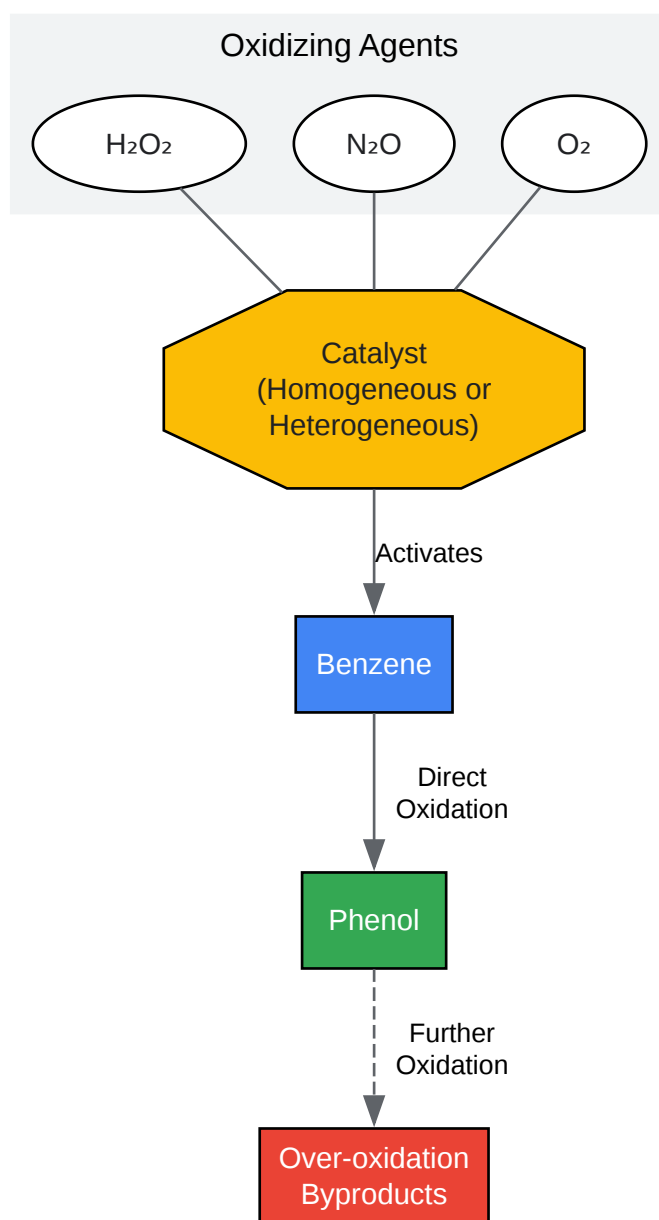 Oxidizing Agents
H₂O₂
N₂O
O₂
Catalyst
(Homogeneous or
Heterogeneous)
Activates
Benzene
Direct
Oxidation
Phenol
Further
Oxidation
Over-oxidation
Byproducts